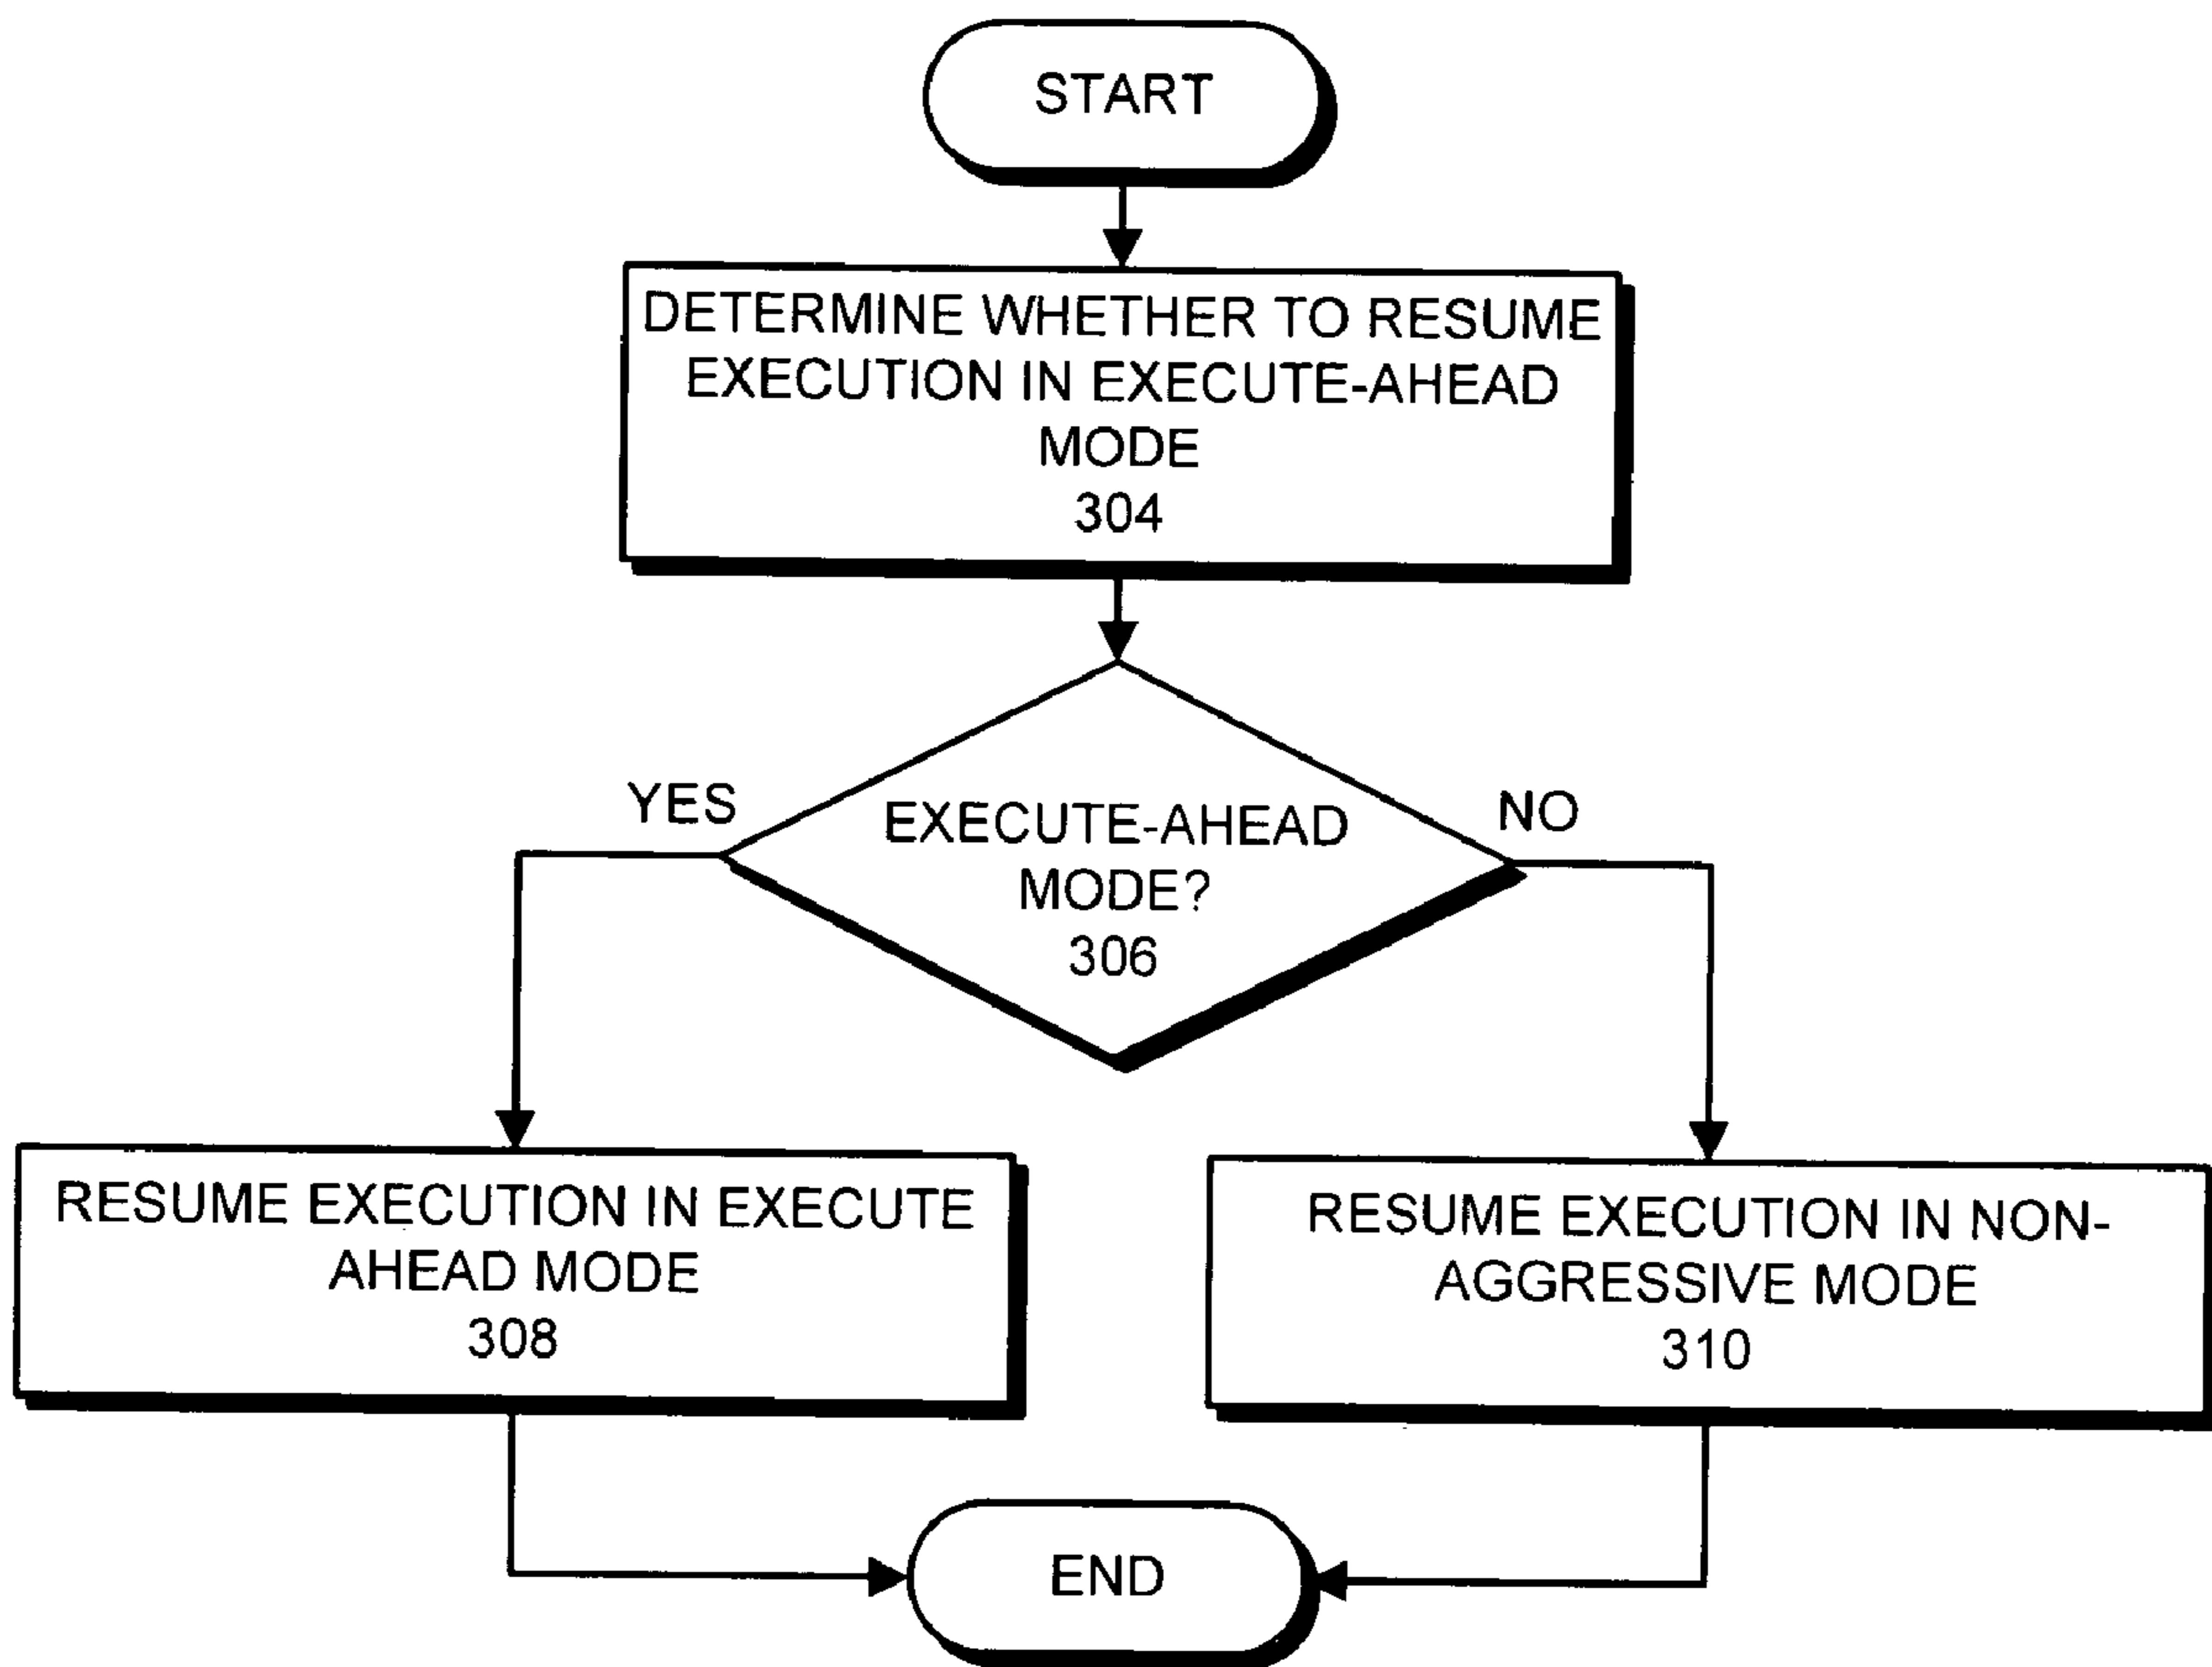 START
DETERMINE WHETHER TO RESUME
EXECUTION IN EXECUTE-AHEAD
MODE
304
YES
NO
EXECUTE-AHEAD
MODE?
306
RESUME EXECUTION IN EXECUTE
AHEAD MODE
308
RESUME EXECUTION IN NON-
AGGRESSIVE MODE
310
END